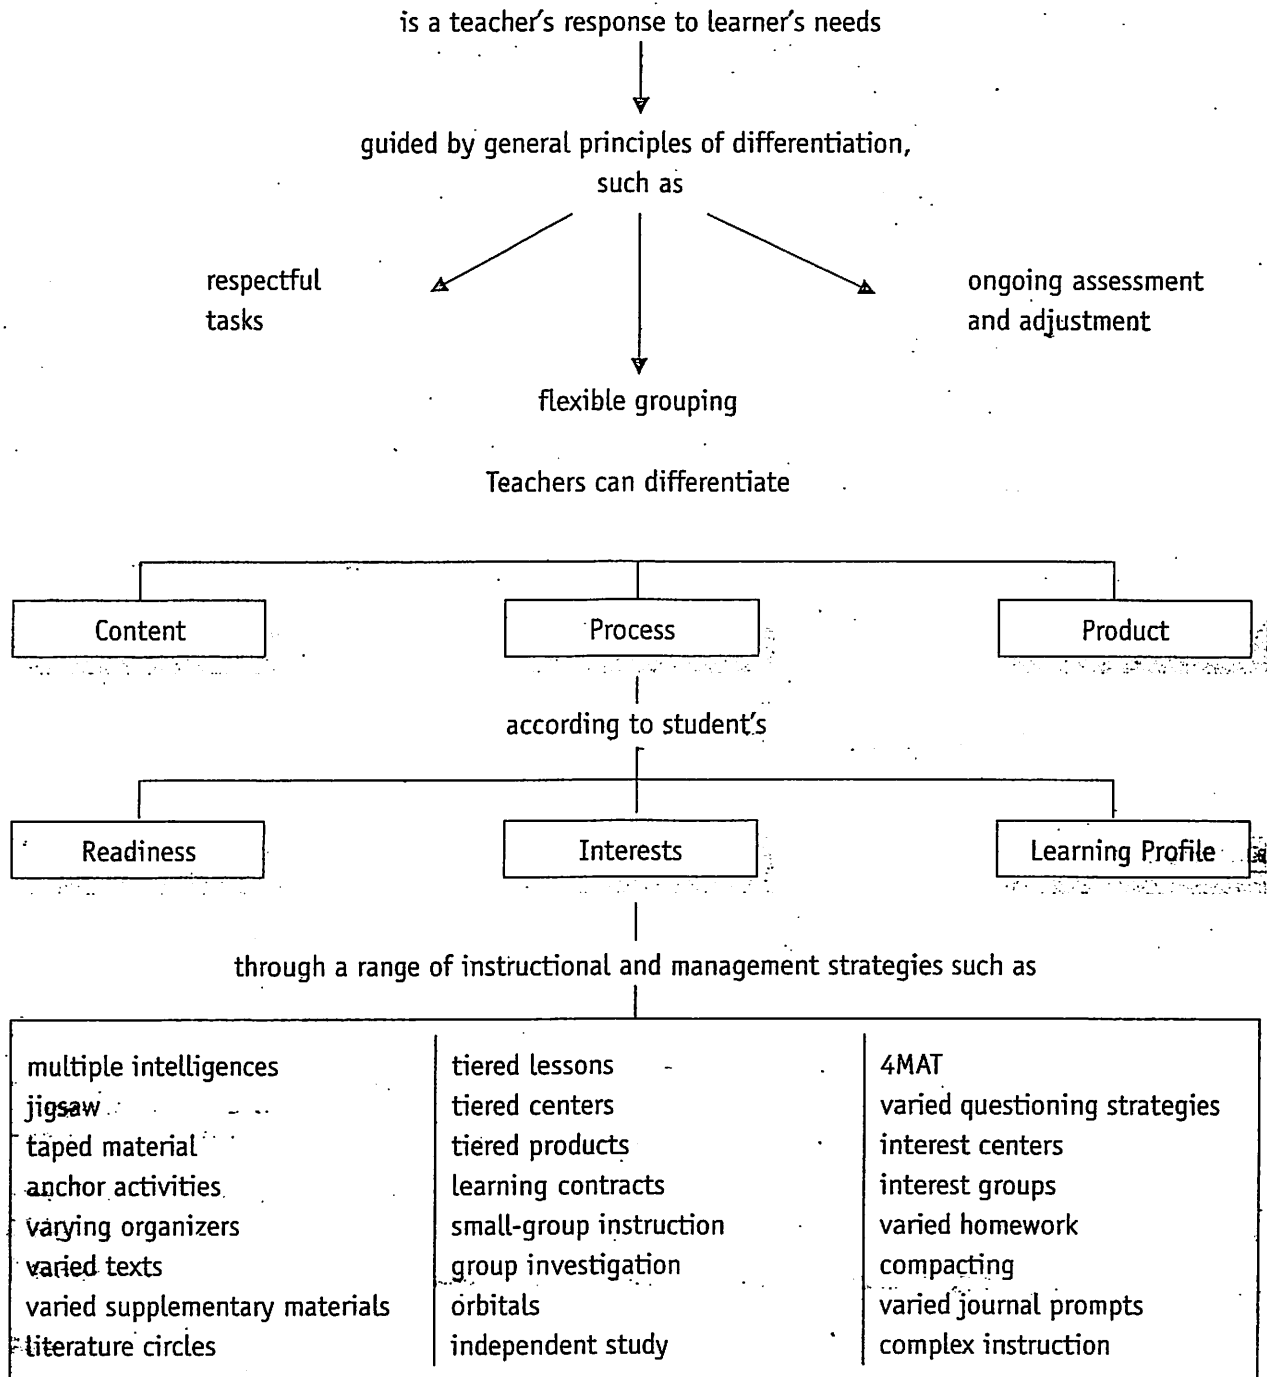 is a teacher's response to learner's needs
guided by general principles of differentiation,
such as
respectful
tasks
ongoing assessment
and adjustment
flexible grouping
Teachers can differentiate
Content
Process
Product
according to student's
Readiness
Interests
Learning Profile
through a range of instructional and management strategies such as
multiple intelligences
jigsaw
taped material
anchor activities
varying organizers
varied texts
varied supplementary materials
literature circles
tiered lessons
tiered centers
tiered products
learning contracts
small-group instruction
group investigation
orbitals
independent study
4MAT
varied questioning strategies
interest centers
interest groups
varied homework
compacting
varied journal prompts
complex instruction